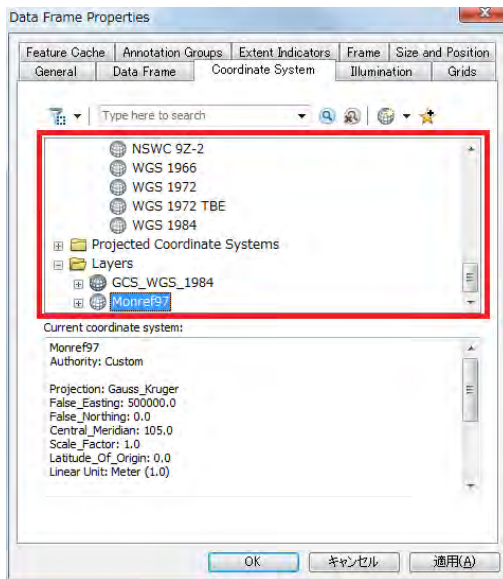 Data Frame Properties
Feature Cache Annotation Groups Extent Indicators Frame Size and Position
General Data Frame Coordinate System Illumination Grids
Type here to search
NSWC 9Z-2
WGS 1966
WGS 1972
WGS 1972 TBE
WGS 1984
Projected Coordinate Systems
Layers
GCS_WGS_1984
Monref97
Current coordinate system:
Monref97
Authority: Custom
Projection: Gauss_Kruger
False_Easting: 500000.0
False_Northing: 0.0
Central_Meridian: 105.0
Scale_Factor: 1.0
Latitude_Of_Origin: 0.0
Linear Unit: Meter (1.0)
OK キャンセル 適用(A)